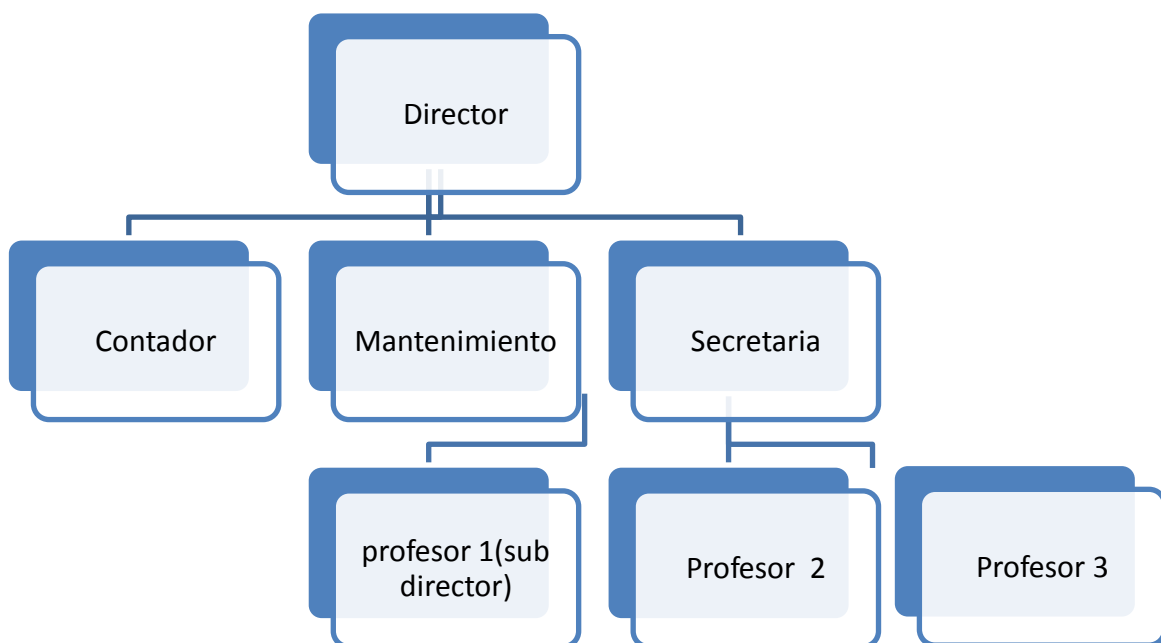 Director
Contador
Mantenimiento
Secretaria
profesor 1(sub
director)
Profesor 2
Profesor 3